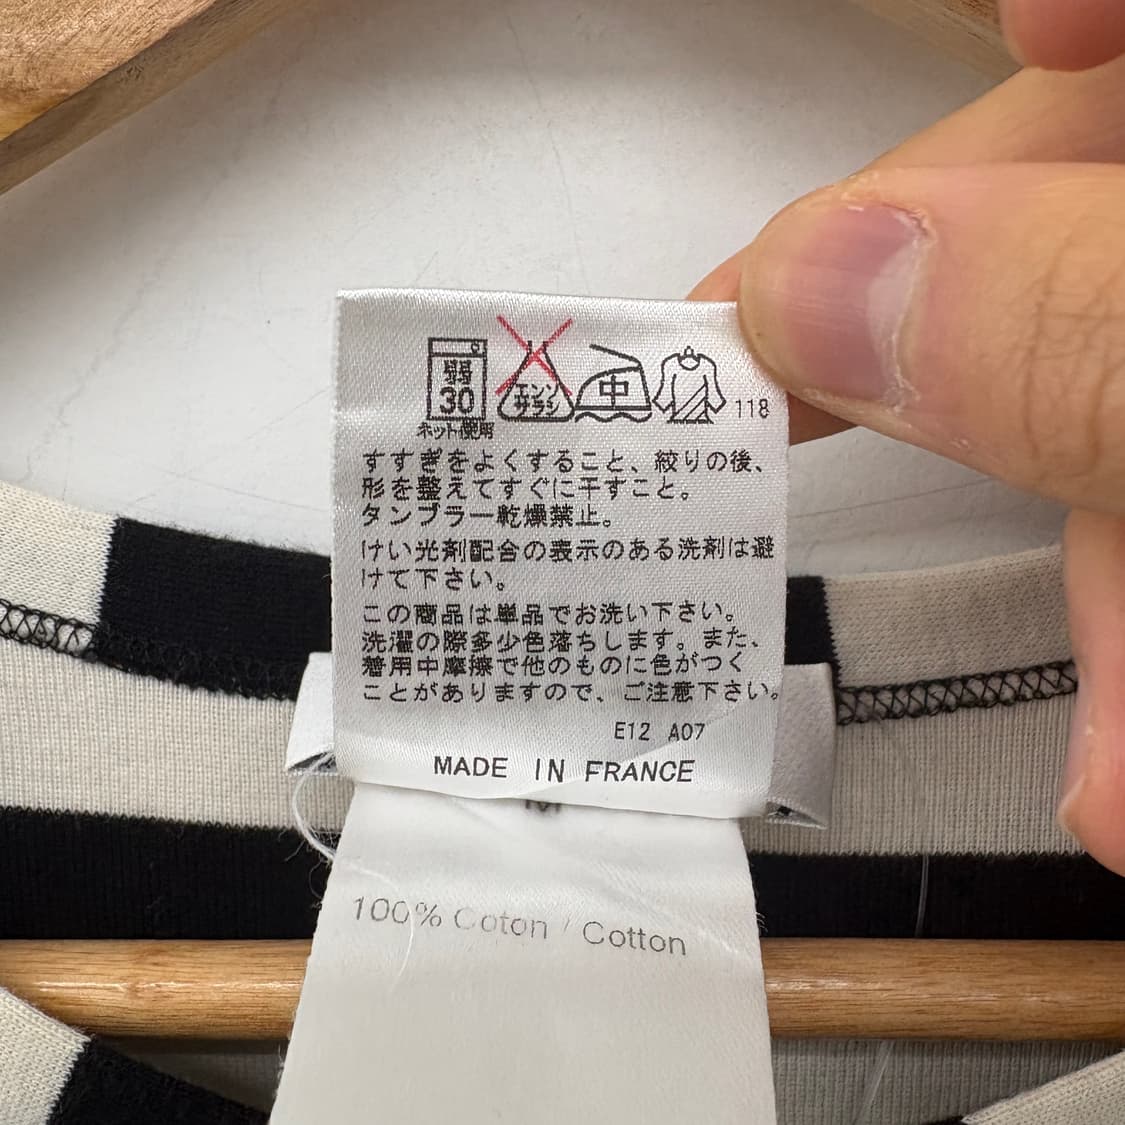 弱
30
ネット使用
エンソ
サラシ
中
118
すすぎをよくすること、絞りの後、
形を整えてすぐに干すこと。
タンブラー乾燥禁止。
けい光剤配合の表示のある洗剤は避
けて下さい。
この商品は単品でお洗い下さい。
洗濯の際多少色落ちします。また、
着用中摩擦で他のものに色がつく
ことがありますので、ご注意下さい。
E12 A07
MADE IN FRANCE
100% Coton / Cotton